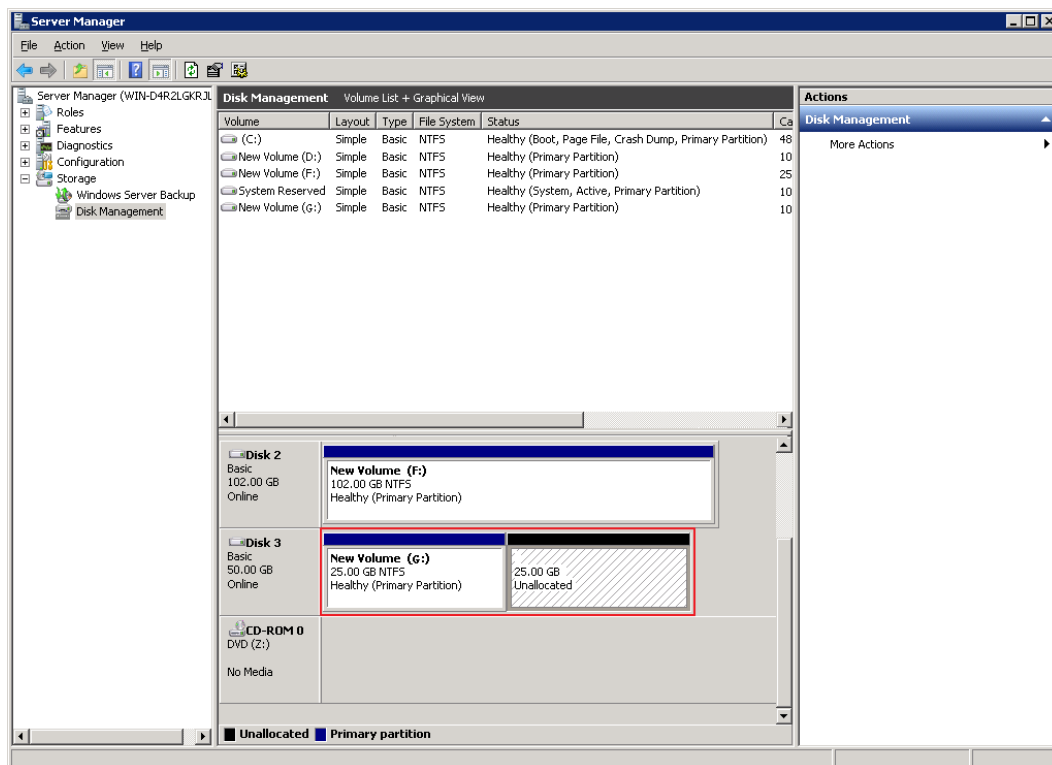 Server Manager
File Action View Help
Server Manager (WIN-D4R2LGKRJL
Roles
Features
Diagnostics
Configuration
Storage
Windows Server Backup
Disk Management
Disk Management Volume List + Graphical View
Volume Layout Type File System Status Ca
(C:) Simple Basic NTFS Healthy (Boot, Page File, Crash Dump, Primary Partition) 48
New Volume (D:) Simple Basic NTFS Healthy (Primary Partition) 10
New Volume (F:) Simple Basic NTFS Healthy (Primary Partition) 25
System Reserved Simple Basic NTFS Healthy (System, Active, Primary Partition) 10
New Volume (G:) Simple Basic NTFS Healthy (Primary Partition) 10
Disk 2
Basic
102.00 GB
Online
New Volume (F:)
102.00 GB NTFS
Healthy (Primary Partition)
Disk 3
Basic
50.00 GB
Online
New Volume (G:)
25.00 GB NTFS
Healthy (Primary Partition)
25.00 GB
Unallocated
CD-ROM 0
DVD (Z:)
No Media
Unallocated Primary partition
Actions
Disk Management
More Actions